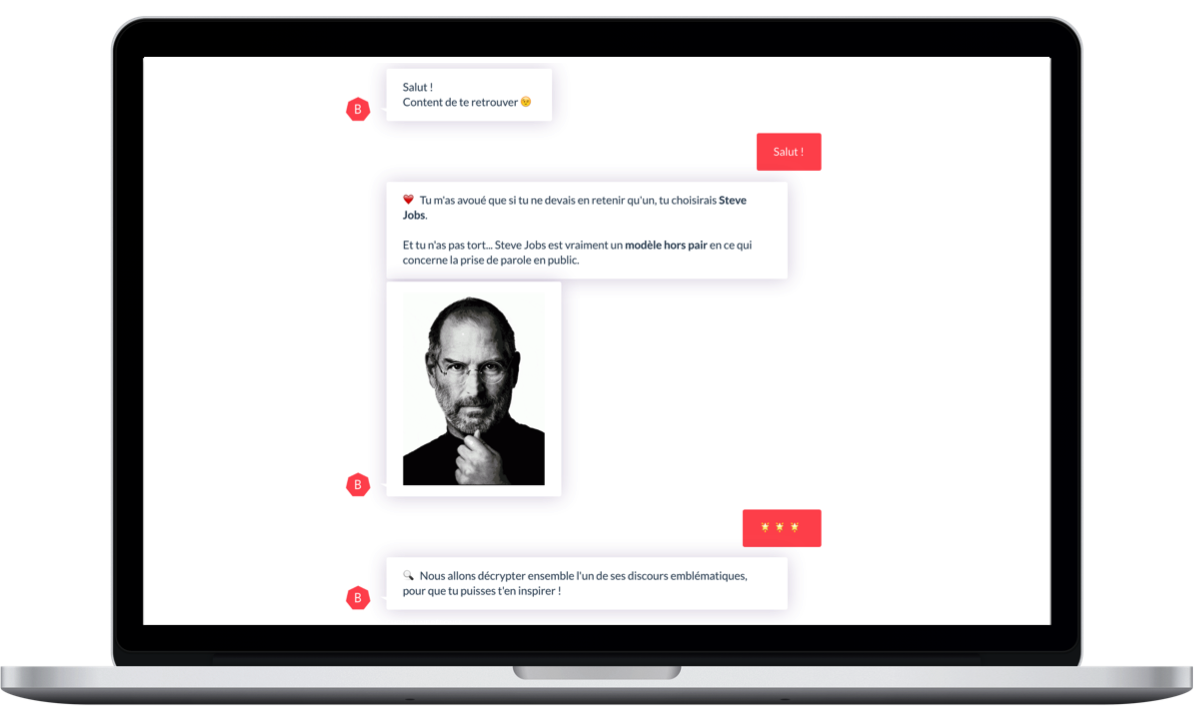 Salut !
Content de te retrouver 😉
B
Salut !
❤️ Tu m'as avoué que si tu ne devais en retenir qu'un, tu choisirais Steve
Jobs.
Et tu n'as pas tort... Steve Jobs est vraiment un modèle hors pair en ce qui
concerne la prise de parole en public.
B
🌟 🌟 🌟
🔍 Nous allons décrypter ensemble l'un de ses discours emblématiques,
pour que tu puisses t'en inspirer !
B